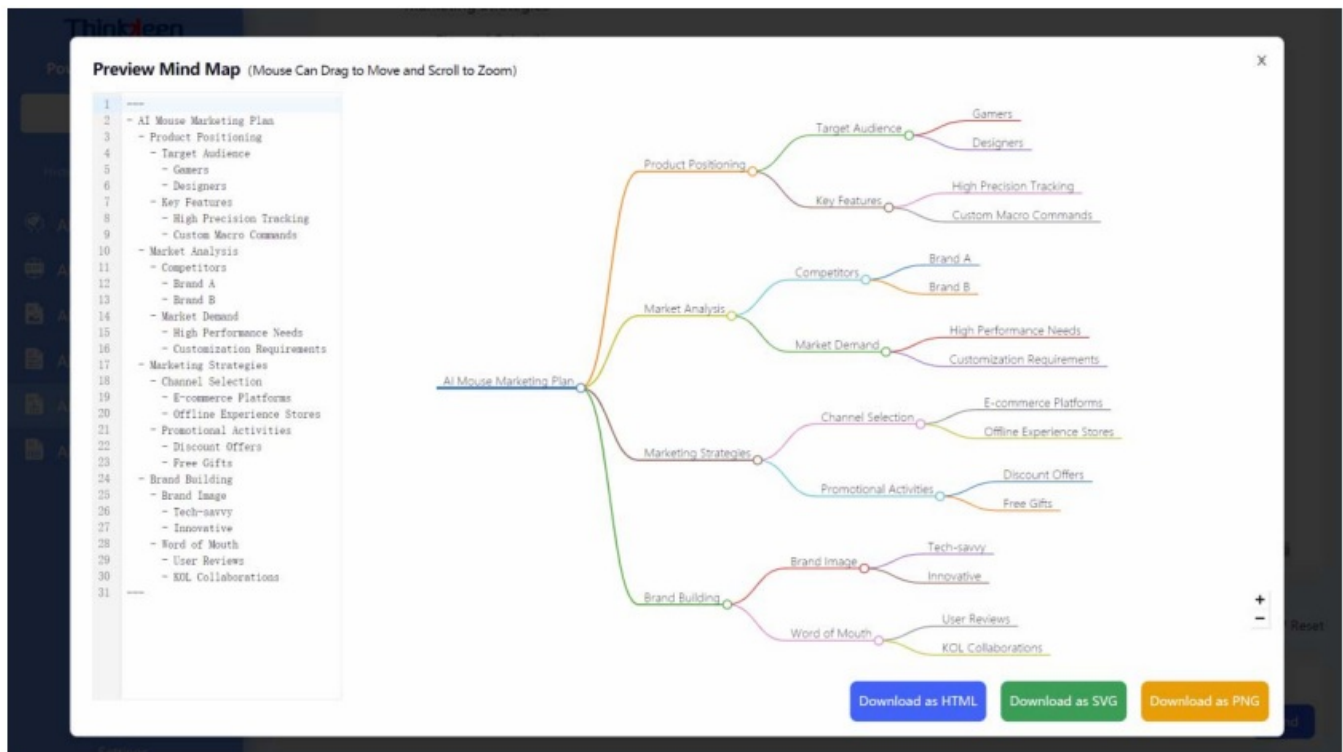 Thinkleen
Preview Mind Map (Mouse Can Drag to Move and Scroll to Zoom)
X
1 ---
2 - AI Mouse Marketing Plan
3 - Product Positioning
4 - Target Audience
5 - Gamers
6 - Designers
7 - Key Features
8 - High Precision Tracking
9 - Custom Macro Commands
10 - Market Analysis
11 - Competitors
12 - Brand A
13 - Brand B
14 - Market Demand
15 - High Performance Needs
16 - Customization Requirements
17 - Marketing Strategies
18 - Channel Selection
19 - E-commerce Platforms
20 - Offline Experience Stores
21 - Promotional Activities
22 - Discount Offers
23 - Free Gifts
24 - Brand Building
25 - Brand Image
26 - Tech-savvy
27 - Innovative
28 - Word of Mouth
29 - User Reviews
30 - KOL Collaborations
31 ---
AI Mouse Marketing Plan
Product Positioning
Target Audience
Gamers
Designers
Key Features
High Precision Tracking
Custom Macro Commands
Market Analysis
Competitors
Brand A
Brand B
Market Demand
High Performance Needs
Customization Requirements
Marketing Strategies
Channel Selection
E-commerce Platforms
Offline Experience Stores
Promotional Activities
Discount Offers
Free Gifts
Brand Building
Brand Image
Tech-savvy
Innovative
Word of Mouth
User Reviews
KOL Collaborations
+
−
Reset
Download as HTML
Download as SVG
Download as PNG